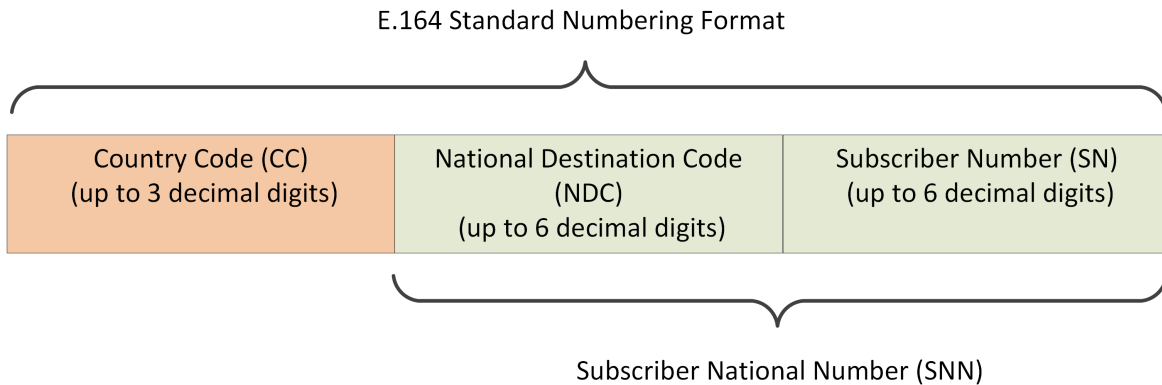 E.164 Standard Numbering Format
Country Code (CC)
(up to 3 decimal digits)
National Destination Code
(NDC)
(up to 6 decimal digits)
Subscriber Number (SN)
(up to 6 decimal digits)
Subscriber National Number (SNN)